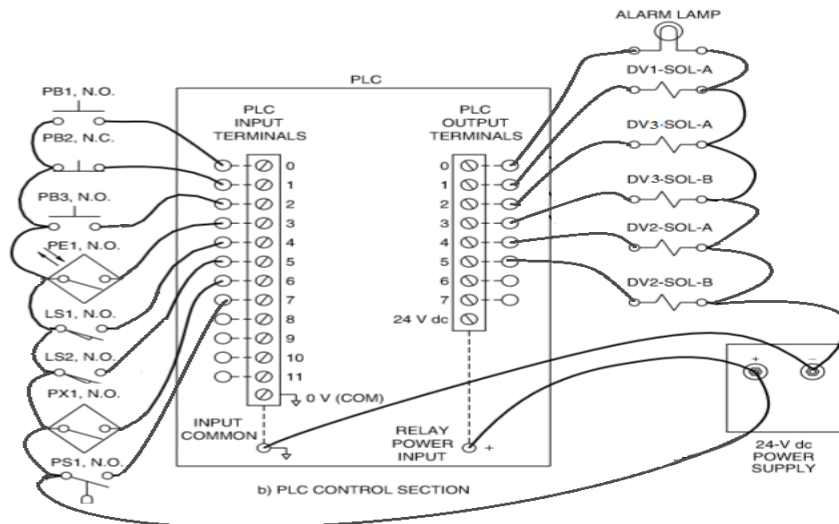 ALARM LAMP
PLC
DV1-SOL-A
PB1, N.O.
PLC INPUT TERMINALS
PLC OUTPUT TERMINALS
PB2, N.C.
DV3-SOL-A
0
0
1
1
DV3-SOL-B
PB3, N.O.
2
2
3
3
PE1, N.O.
4
4
DV2-SOL-A
5
5
6
6
DV2-SOL-B
7
7
LS1, N.O.
8
24 V dc
9
LS2, N.O.
10
11
PX1, N.O.
0 V (COM)
+
–
INPUT COMMON
RELAY POWER INPUT
+
24-V dc
POWER
SUPPLY
PS1, N.O.
b) PLC CONTROL SECTION